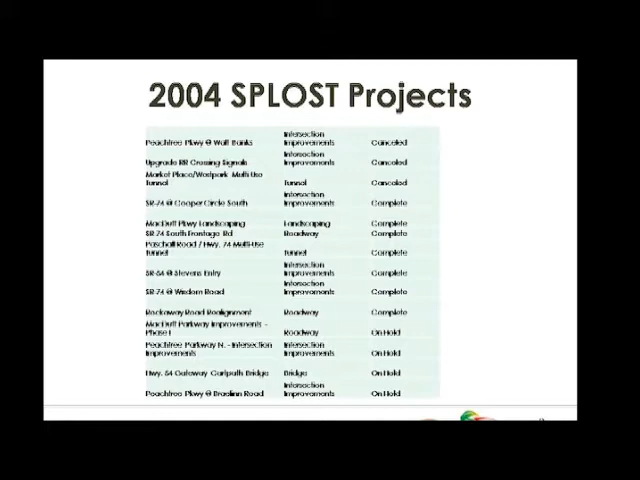 2004 SPLOST Projects
Peachtree Pkwy @ Walt Banks Intersection Improvements Canceled
Upgrade RR Crossing Signals Intersection Improvements Canceled
Market Place/Westpark Multi Use Tunnel Tunnel Canceled
SR-74 @ Cooper Circle South Intersection Improvements Complete
MacDuff Pkwy Landscaping Landscaping Complete
SR-74 South Frontage Rd Roadway Complete
Paschall Road / Hwy. 74 Multi-use Tunnel Tunnel Complete
SR-54 @ Stevens Entry Intersection Improvements Complete
SR-74 @ Wisdom Road Intersection Improvements Complete
Rockaway Road Realignment Roadway Complete
MacDuff Parkway Improvements - Phase I Roadway On Hold
Peachtree Parkway N. - Intersection Improvements Intersection Improvements On Hold
Hwy. 54 Gateway Cartpath Bridge Bridge On Hold
Peachtree Pkwy @ Braelinn Road Intersection Improvements On Hold